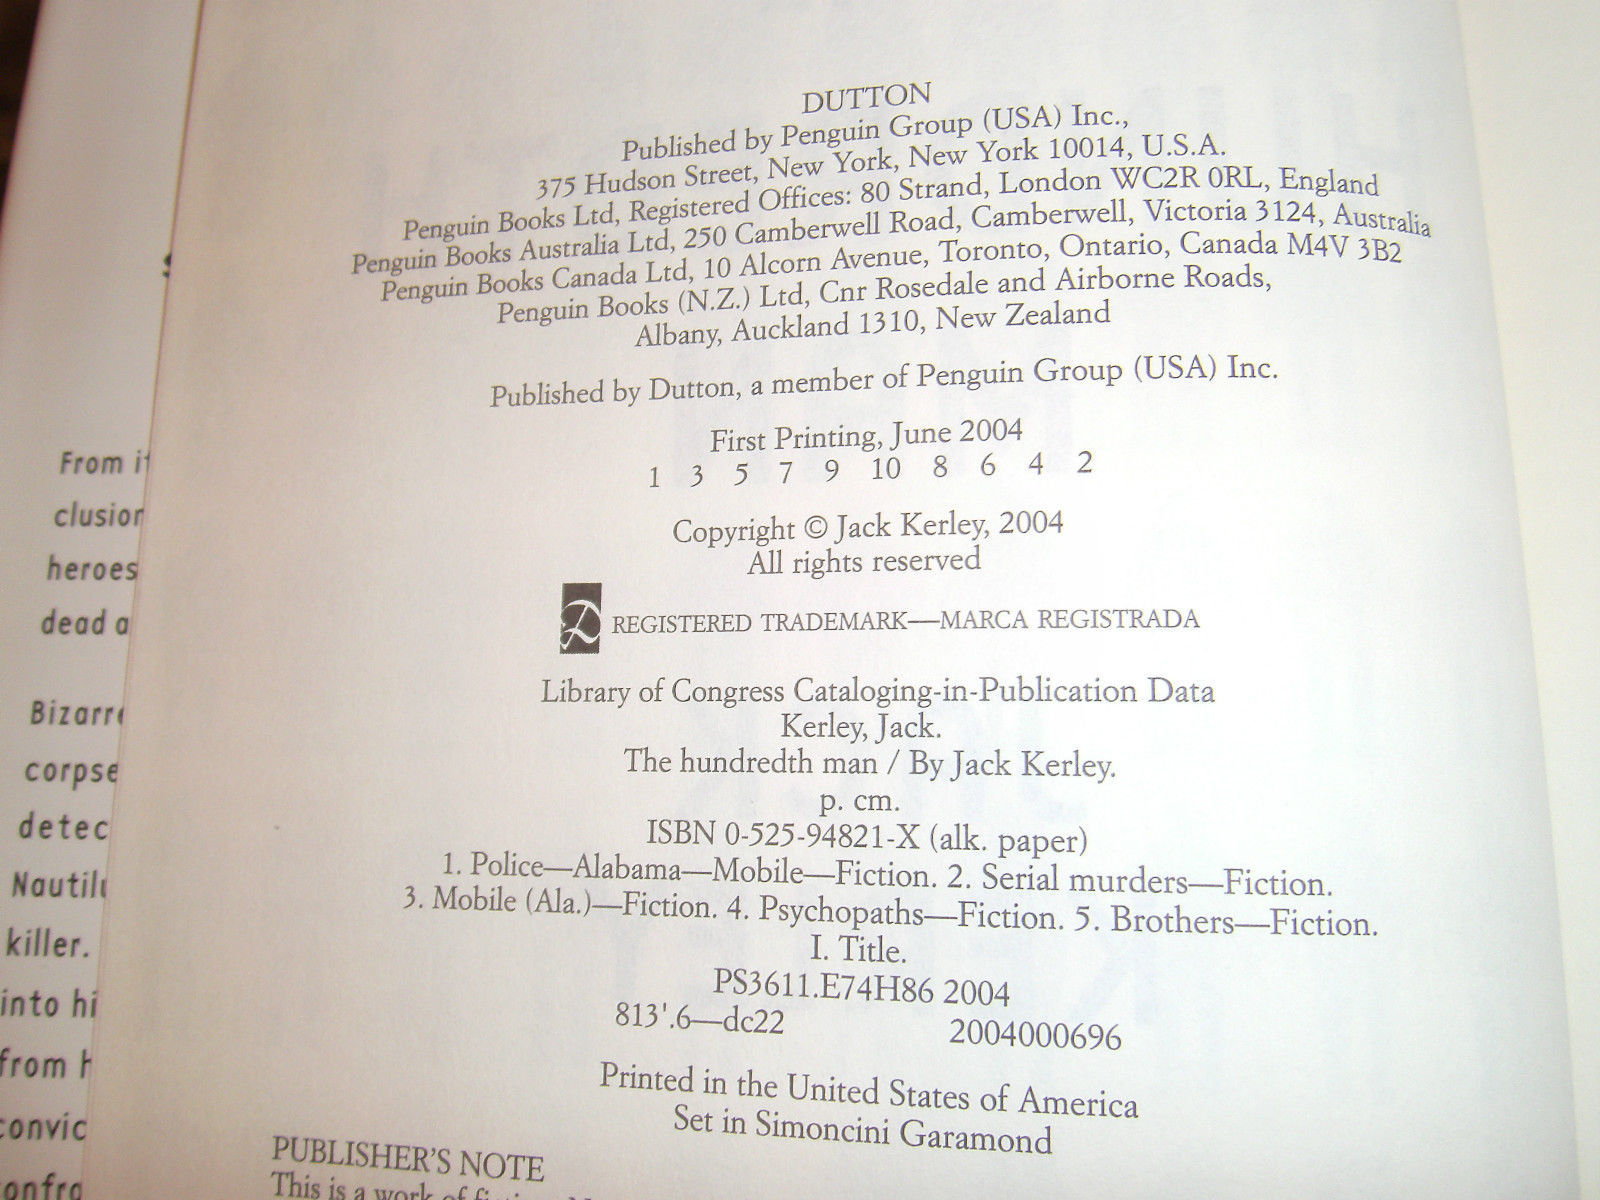 DUTTON
Published by Penguin Group (USA) Inc.,
375 Hudson Street, New York, New York 10014, U.S.A.
Penguin Books Ltd, Registered Offices: 80 Strand, London WC2R 0RL, England
Penguin Books Australia Ltd, 250 Camberwell Road, Camberwell, Victoria 3124, Australia
Penguin Books Canada Ltd, 10 Alcorn Avenue, Toronto, Ontario, Canada M4V 3B2
Penguin Books (N.Z.) Ltd, Cnr Rosedale and Airborne Roads,
Albany, Auckland 1310, New Zealand
Published by Dutton, a member of Penguin Group (USA) Inc.
First Printing, June 2004
1 3 5 7 9 10 8 6 4 2
Copyright © Jack Kerley, 2004
All rights reserved
REGISTERED TRADEMARK—MARCA REGISTRADA
Library of Congress Cataloging-in-Publication Data
Kerley, Jack.
The hundredth man / By Jack Kerley.
p. cm.
ISBN 0-525-94821-X (alk. paper)
1. Police—Alabama—Mobile—Fiction. 2. Serial murders—Fiction.
3. Mobile (Ala.)—Fiction. 4. Psychopaths—Fiction. 5. Brothers—Fiction.
I. Title.
PS3611.E74H86 2004
813'.6—dc22 2004000696
Printed in the United States of America
Set in Simoncini Garamond
PUBLISHER'S NOTE
This is a work of
From
clusion
heroes
dead a
corpse
detec
killer.
into hi
from
convic